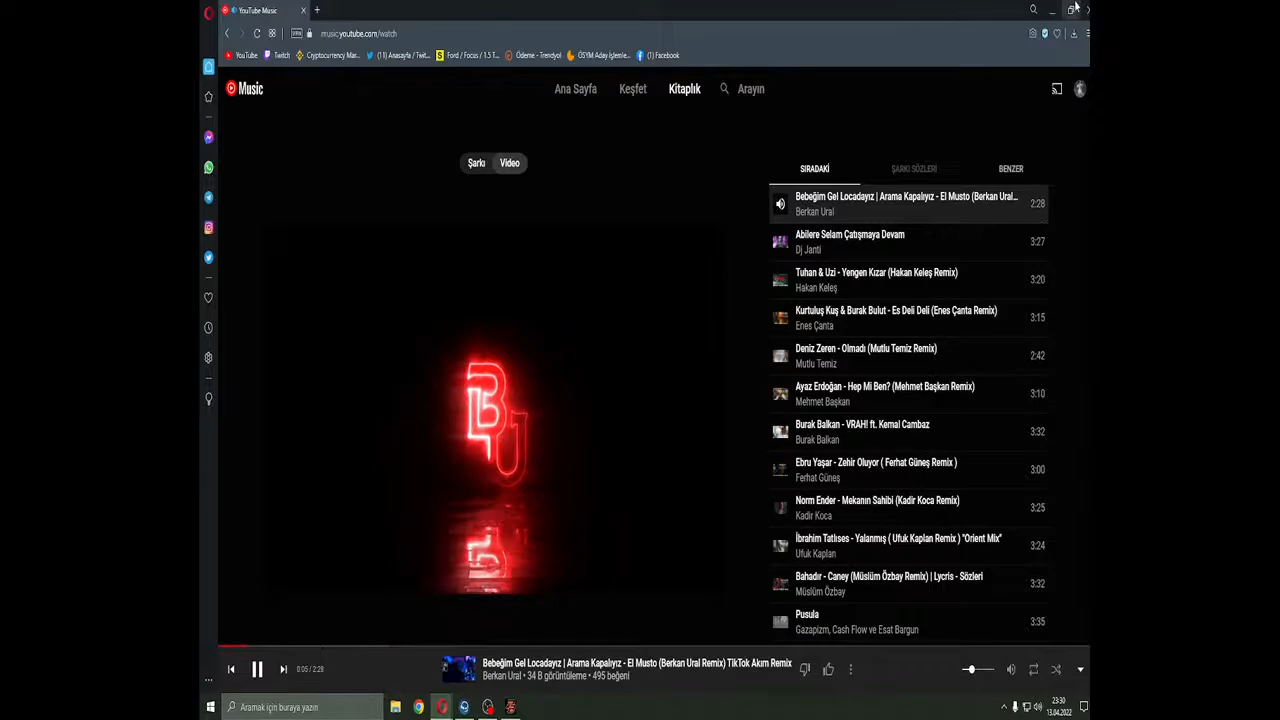 YouTube Music
VPN
music.youtube.com/watch
YouTube
Twitch
Cryptocurrency Mar...
(11) Anasayfa / Twit...
Ford / Focus / 1.5 T...
Ödeme - Trendyol
ÖSYM Aday İşlemle...
Facebook
Music
Ana Sayfa
Keşfet
Kitaplık
Arayın
Şarkı
Video
SIRADAKİ
ŞARKI SÖZLERİ
BENZER
Bebeğim Gel Locadayız | Arama Kapalıyız - El Musto (Berkan Ural...
Berkan Ural
2:28
Abilere Selam Çatışmaya Devam
Dj Janti
3:27
Tuhan & Uzi - Yengen Kızar (Hakan Keleş Remix)
Hakan Keleş
3:20
Kurtuluş Kuş & Burak Bulut - Es Deli Deli (Enes Çanta Remix)
Enes Çanta
3:15
Deniz Zeren - Olmadı (Mutlu Temiz Remix)
Mutlu Temiz
2:42
Ayaz Erdoğan - Hep Mi Ben? (Mehmet Başkan Remix)
Mehmet Başkan
3:10
Burak Balkan - VRAH! ft. Kemal Cambaz
Burak Balkan
3:32
Ebru Yaşar - Zehir Oluyor ( Ferhat Güneş Remix )
Ferhat Güneş
3:00
Norm Ender - Mekanın Sahibi (Kadir Koca Remix)
Kadir Koca
3:25
İbrahim Tatlıses - Yalanmış ( Ufuk Kaplan Remix ) "Orient Mix"
Ufuk Kaplan
3:24
Bahadır - Caney (Müslüm Özbay Remix) | Lycris - Sözleri
Müslüm Özbay
3:32
Pusula
Gazapizm, Cash Flow ve Esat Bargun
3:35
BU
0:05 / 2:28
Bebeğim Gel Locadayız | Arama Kapalıyız - El Musto (Berkan Ural Remix) TikTok Akım Remix
Berkan Ural • 34 B görüntüleme • 495 beğeni
Aramak için buraya yazın
23:30
13.04.2022